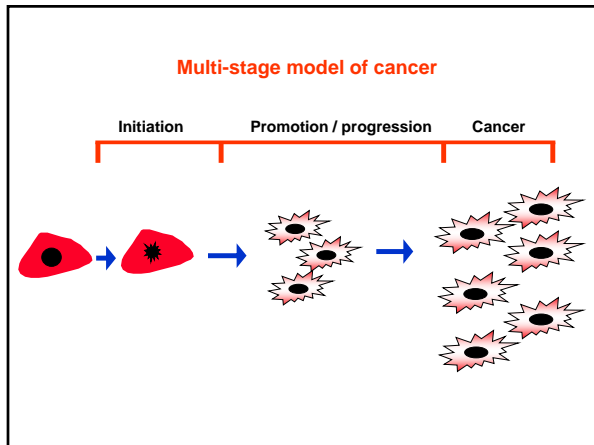 Multi-stage model of cancer
Initiation
Promotion / progression
Cancer